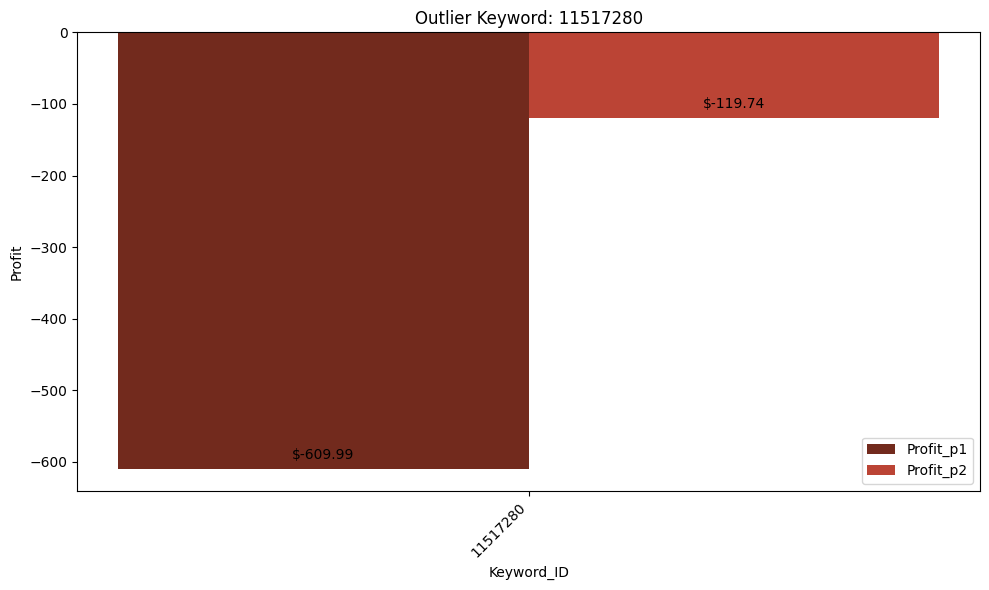 Outlier Keyword: 11517280
0
−100
−200
−300
−400
−500
−600
Profit
$-119.74
$-609.99
Profit_p1
Profit_p2
11517280
Keyword_ID